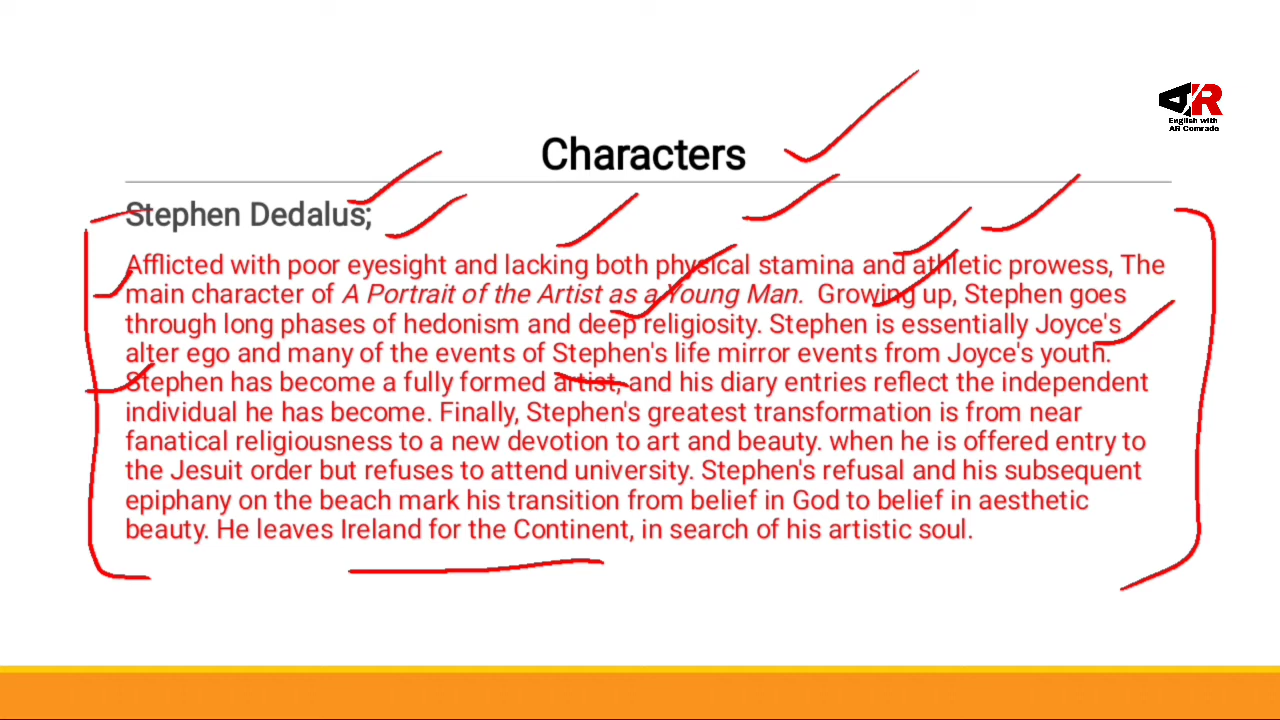 AR
English with
AR Comrade
Characters
Stephen Dedalus;
Afflicted with poor eyesight and lacking both physical stamina and athletic prowess, The
main character of A Portrait of the Artist as a Young Man. Growing up, Stephen goes
through long phases of hedonism and deep religiosity. Stephen is essentially Joyce's
alter ego and many of the events of Stephen's life mirror events from Joyce's youth.
Stephen has become a fully formed artist, and his diary entries reflect the independent
individual he has become. Finally, Stephen's greatest transformation is from near
fanatical religiousness to a new devotion to art and beauty. when he is offered entry to
the Jesuit order but refuses to attend university. Stephen's refusal and his subsequent
epiphany on the beach mark his transition from belief in God to belief in aesthetic
beauty. He leaves Ireland for the Continent, in search of his artistic soul.